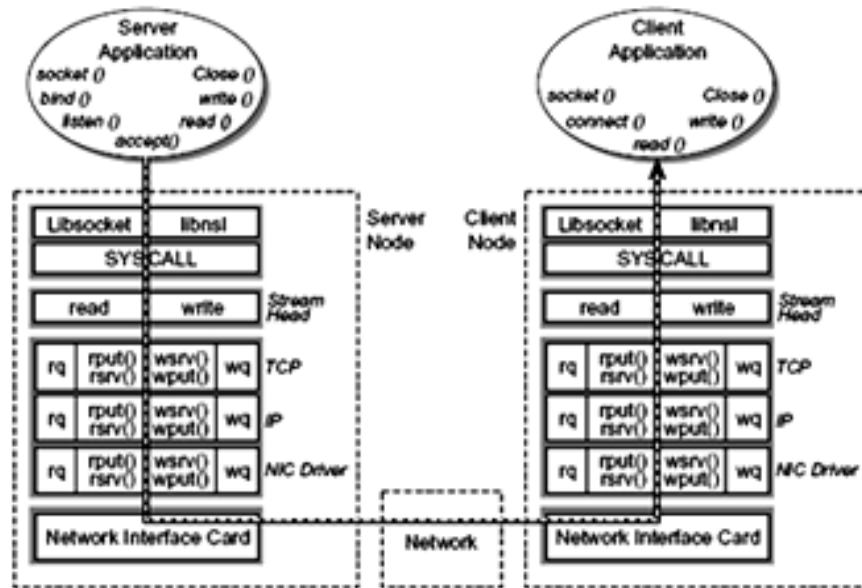 Server
Application
socket () Close ()
bind () write ()
listen () read ()
accept()
Client
Application
socket () Close ()
connect () write ()
read ()
Server
Node
Libsocket libnsl
SYSCALL
read write
Stream
Head
rq rput() wsrv() wq TCP
rsrv() wput()
rq rput() wsrv() wq IP
rsrv() wput()
rq rput() wsrv() wq NIC Driver
rsrv() wput()
Network Interface Card
Network
Client
Node
Libsocket libnsl
SYSCALL
read write
Stream
Head
rq rput() wsrv() wq TCP
rsrv() wput()
rq rput() wsrv() wq IP
rsrv() wput()
rq rput() wsrv() wq NIC Driver
rsrv() wput()
Network Interface Card